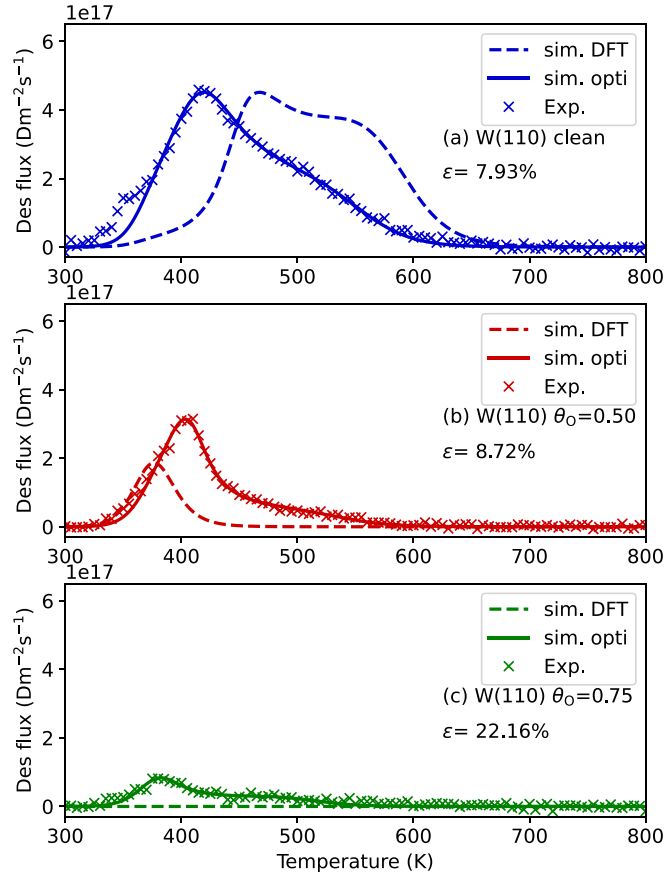 1e17
Des flux (Dm⁻²s⁻¹)
6
4
2
0
sim. DFT
sim. opti
Exp.
(a) W(110) clean
ε= 7.93%
300 400 500 600 700 800
1e17
Des flux (Dm⁻²s⁻¹)
6
4
2
0
sim. DFT
sim. opti
Exp.
(b) W(110) θ_O=0.50
ε= 8.72%
300 400 500 600 700 800
1e17
Des flux (Dm⁻²s⁻¹)
6
4
2
0
sim. DFT
sim. opti
Exp.
(c) W(110) θ_O=0.75
ε= 22.16%
300 400 500 600 700 800
Temperature (K)